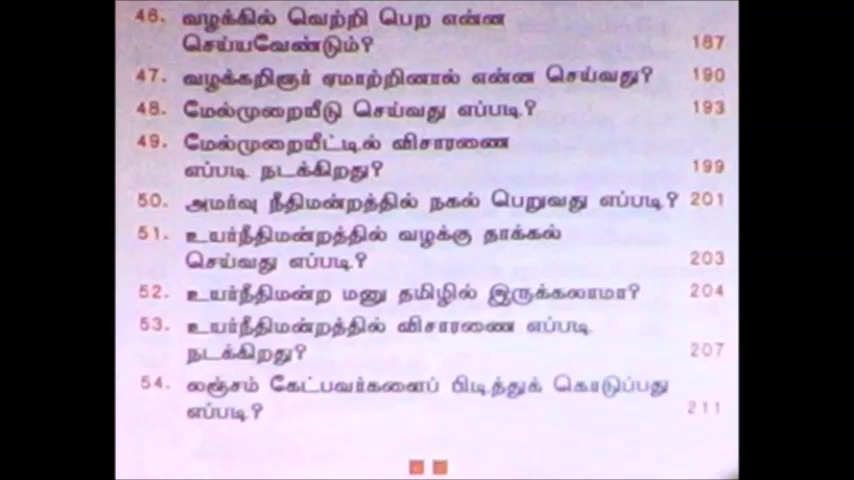 46. வழக்கில் வெற்றி பெற என்ன
செய்யவேண்டும்? 187
47. வழக்கறிஞர் ஏமாற்றினால் என்ன செய்வது? 190
48. மேல்முறையீடு செய்வது எப்படி? 193
49. மேல்முறையீட்டில் விசாரணை
எப்படி நடக்கிறது? 199
50. அமர்வு நீதிமன்றத்தில் நகல் பெறுவது எப்படி? 201
51. உயர்நீதிமன்றத்தில் வழக்கு தாக்கல்
செய்வது எப்படி? 203
52. உயர்நீதிமன்ற மனு தமிழில் இருக்கலாமா? 204
53. உயர்நீதிமன்றத்தில் விசாரணை எப்படி
நடக்கிறது? 207
54. லஞ்சம் கேட்பவர்களைப் பிடித்துக் கொடுப்பது
எப்படி? 211